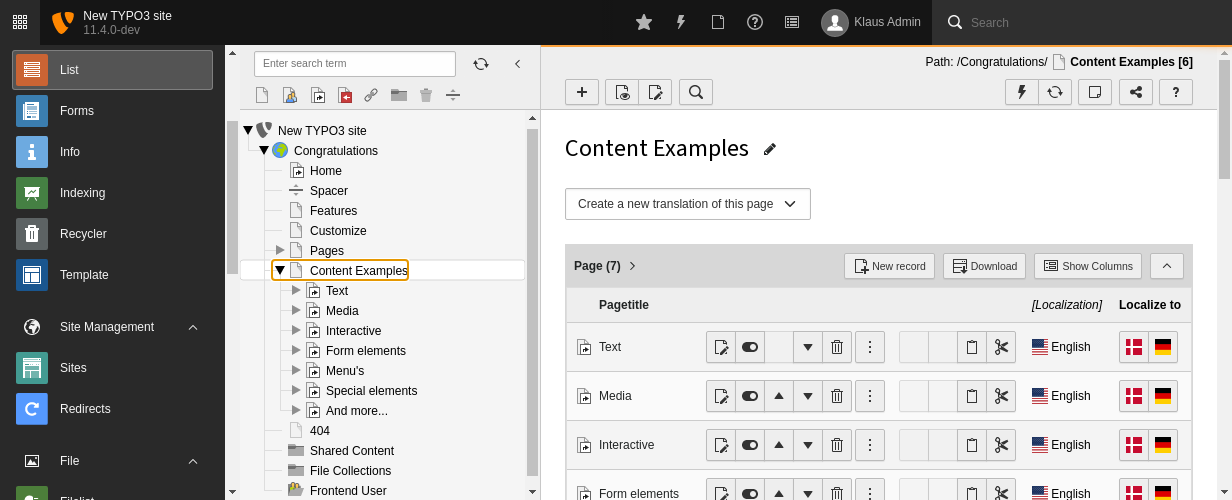 New TYPO3 site
11.4.0-dev
Klaus Admin
Search
List
Forms
Info
Indexing
Recycler
Template
Site Management
Sites
Redirects
File
Filelist
Enter search term
New TYPO3 site
Congratulations
Home
Spacer
Features
Customize
Pages
Content Examples
Text
Media
Interactive
Form elements
Menu's
Special elements
And more...
404
Shared Content
File Collections
Frontend User
Path: /Congratulations/ Content Examples [6]
?
Content Examples
Create a new translation of this page
Page (7) New record Download Show Columns
Pagetitle [Localization] Localize to
Text English
Media English
Interactive English
Form elements English